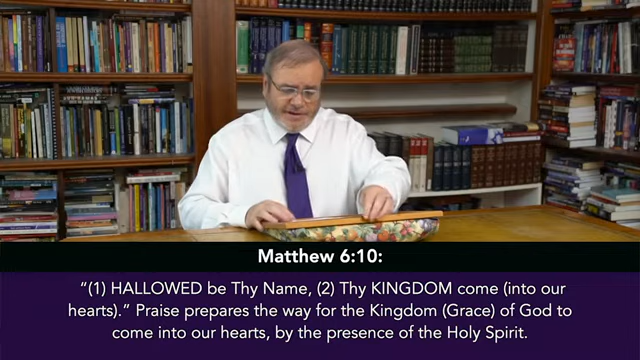 Matthew 6:10:
“(1) HALLOWED be Thy Name, (2) Thy KINGDOM come (into our
hearts).” Praise prepares the way for the Kingdom (Grace) of God to
come into our hearts, by the presence of the Holy Spirit.